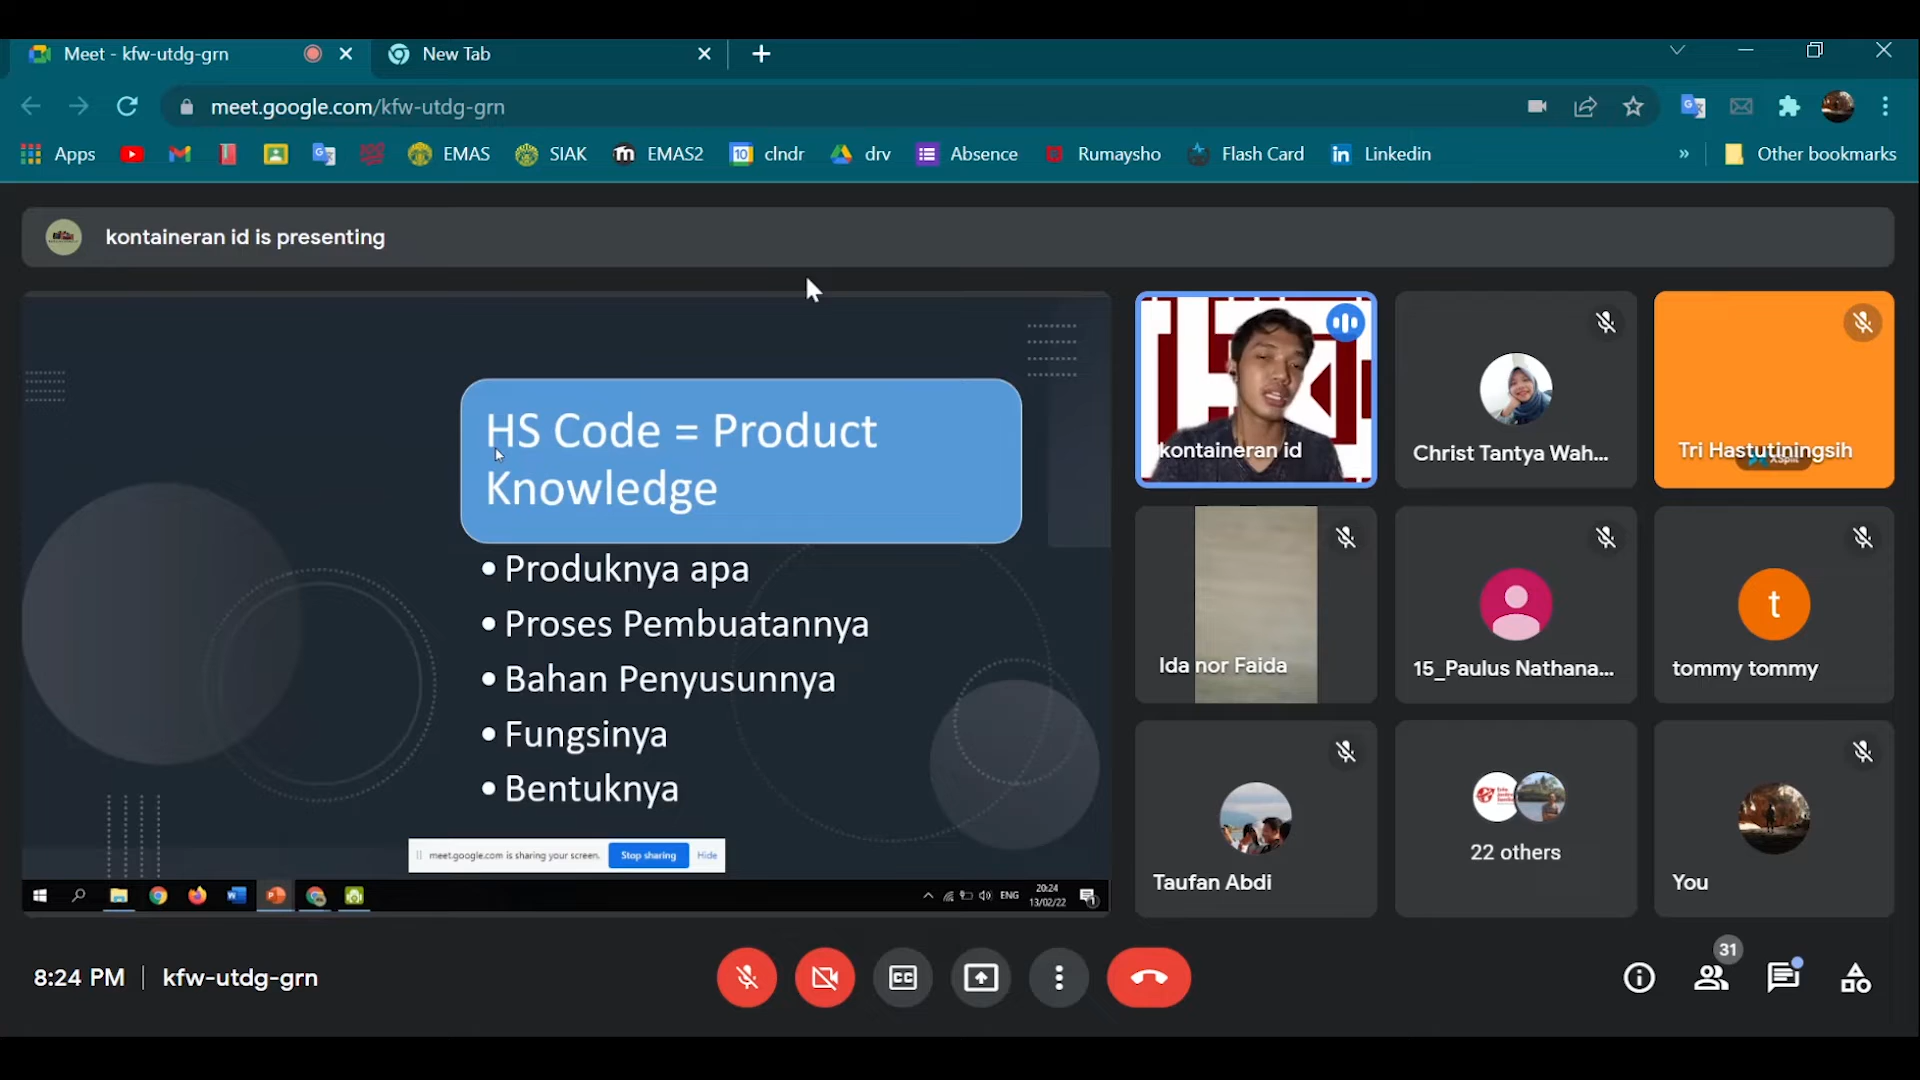 Meet - kfw-utdg-grn
New Tab
meet.google.com/kfw-utdg-grn
Apps EMAS SIAK EMAS2 10 clndr drv Absence Rumaysho Flash Card Linkedin » Other bookmarks
kontaineran id is presenting
HS Code = Product
Knowledge
• Produknya apa
• Proses Pembuatannya
• Bahan Penyusunnya
• Fungsinya
• Bentuknya
meet.google.com is sharing your screen. Stop sharing Hide
ENG
20:24
13/02/22
kontaineran id
Christ Tantya Wah...
Tri Hastutiningsih
XSplit
Ida nor Faida
15_Paulus Nathana...
t
tommy tommy
Taufan Abdi
22 others
You
8:24 PM
kfw-utdg-grn
CC
31